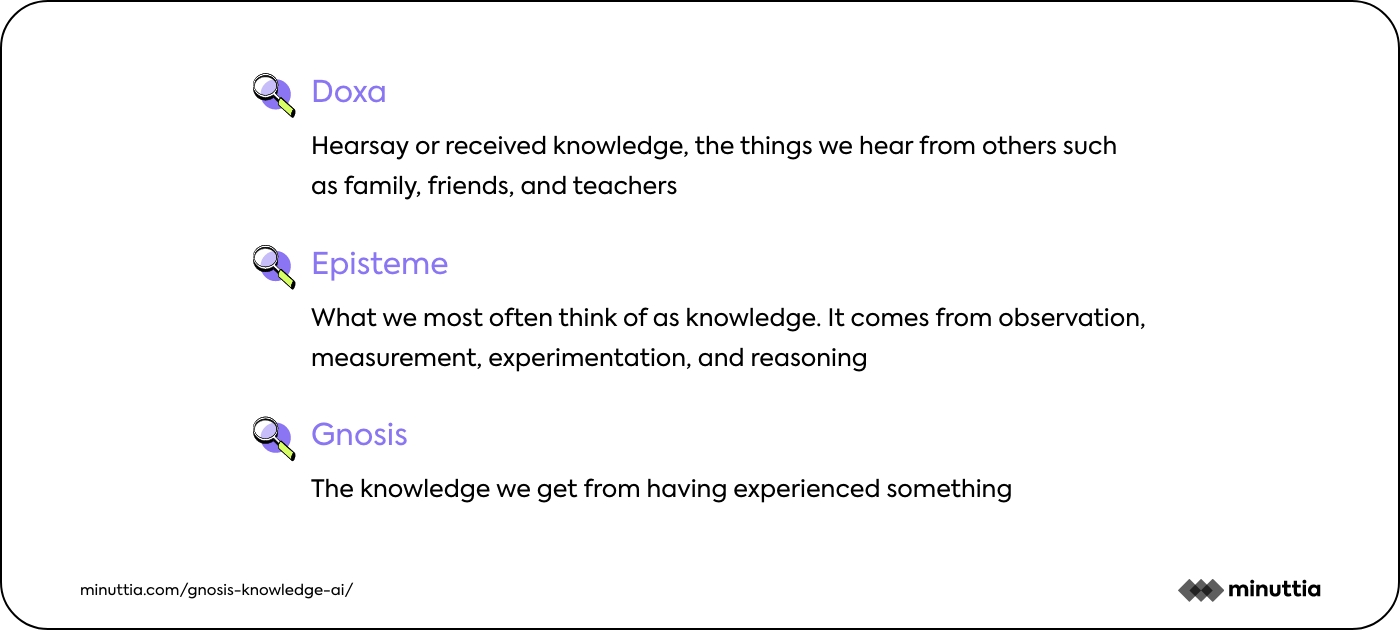 Doxa
Hearsay or received knowledge, the things we hear from others such
as family, friends, and teachers
Episteme
What we most often think of as knowledge. It comes from observation,
measurement, experimentation, and reasoning
Gnosis
The knowledge we get from having experienced something
minuttia.com/gnosis-knowledge-ai/
minuttia